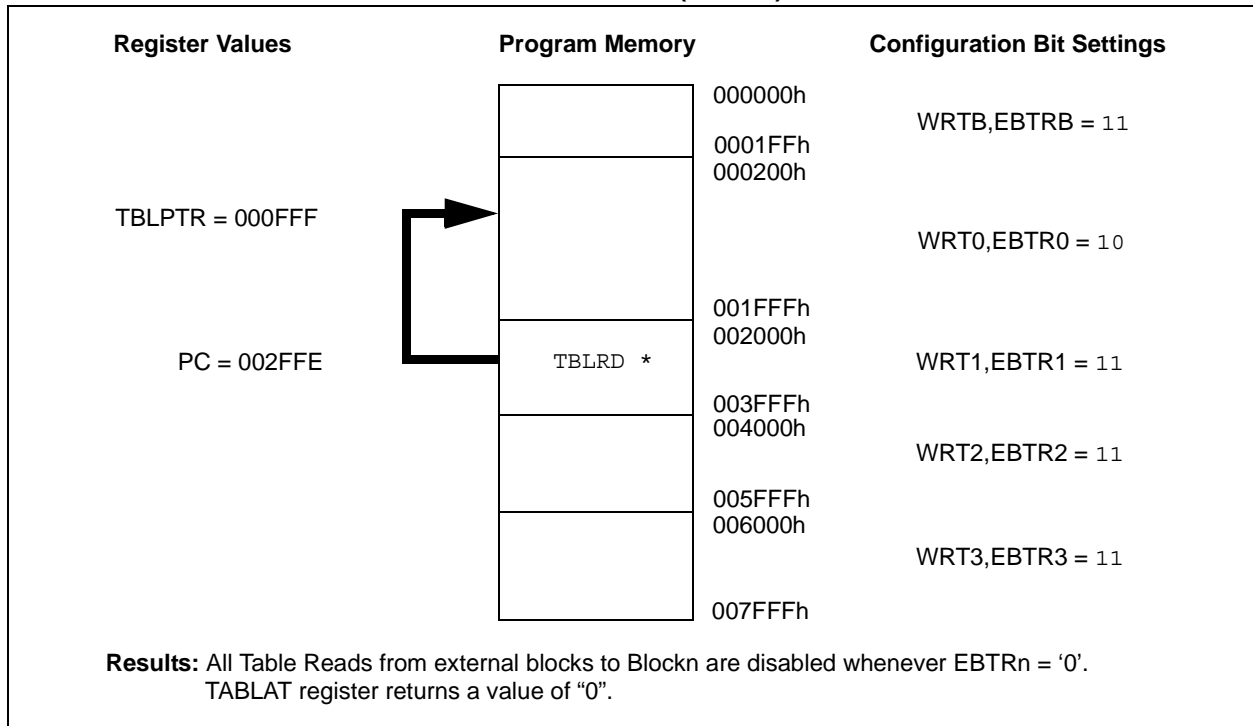 Register Values
Program Memory
Configuration Bit Settings
000000h
WRTB,EBTRB = 11
0001FFh
000200h
TBLPTR = 000FFF
WRT0,EBTR0 = 10
001FFFh
002000h
PC = 002FFE
TBLRD *
WRT1,EBTR1 = 11
003FFFh
004000h
WRT2,EBTR2 = 11
005FFFh
006000h
WRT3,EBTR3 = 11
007FFFh
Results: All Table Reads from external blocks to Blockn are disabled whenever EBTRn = ‘0’.
TABLAT register returns a value of “0”.